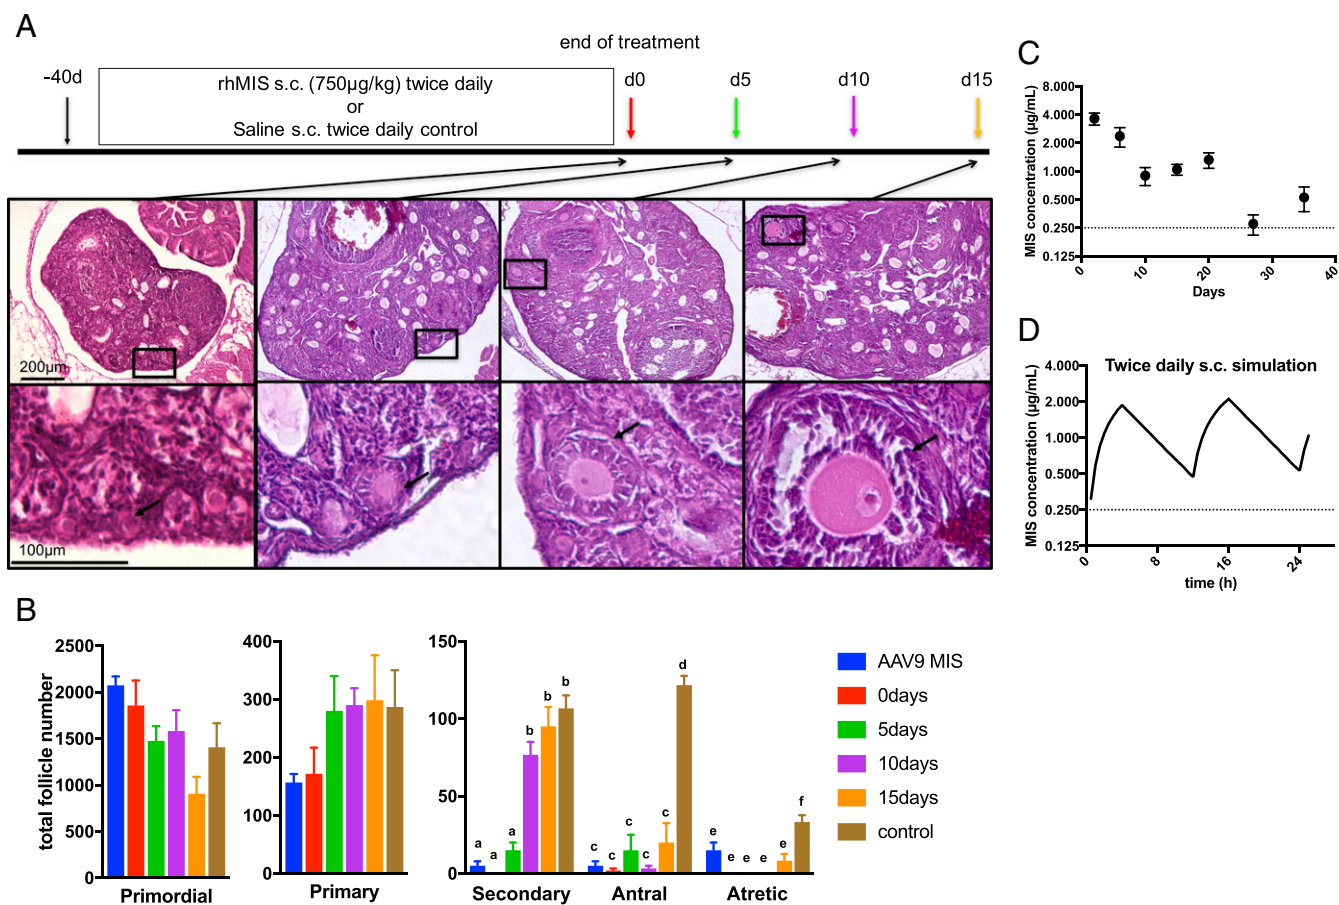 A
end of treatment
-40d
rhMIS s.c. (750µg/kg) twice daily
or
Saline s.c. twice daily control
d0
d5
d10
d15
200µm
100µm
B
total follicle number
2500
2000
1500
1000
500
0
Primordial
400
300
200
100
0
Primary
150
100
50
0
a
a
a
b
b
b
Secondary
c
c
c
c
c
d
Antral
e
e
e
e
e
f
Atretic
AAV9 MIS
0days
5days
10days
15days
control
C
MIS concentration (µg/mL)
8.000
4.000
2.000
1.000
0.500
0.250
0.125
0
10
20
30
40
Days
D
Twice daily s.c. simulation
MIS concentration (µg/mL)
4.000
2.000
1.000
0.500
0.250
0.125
0
8
16
24
time (h)